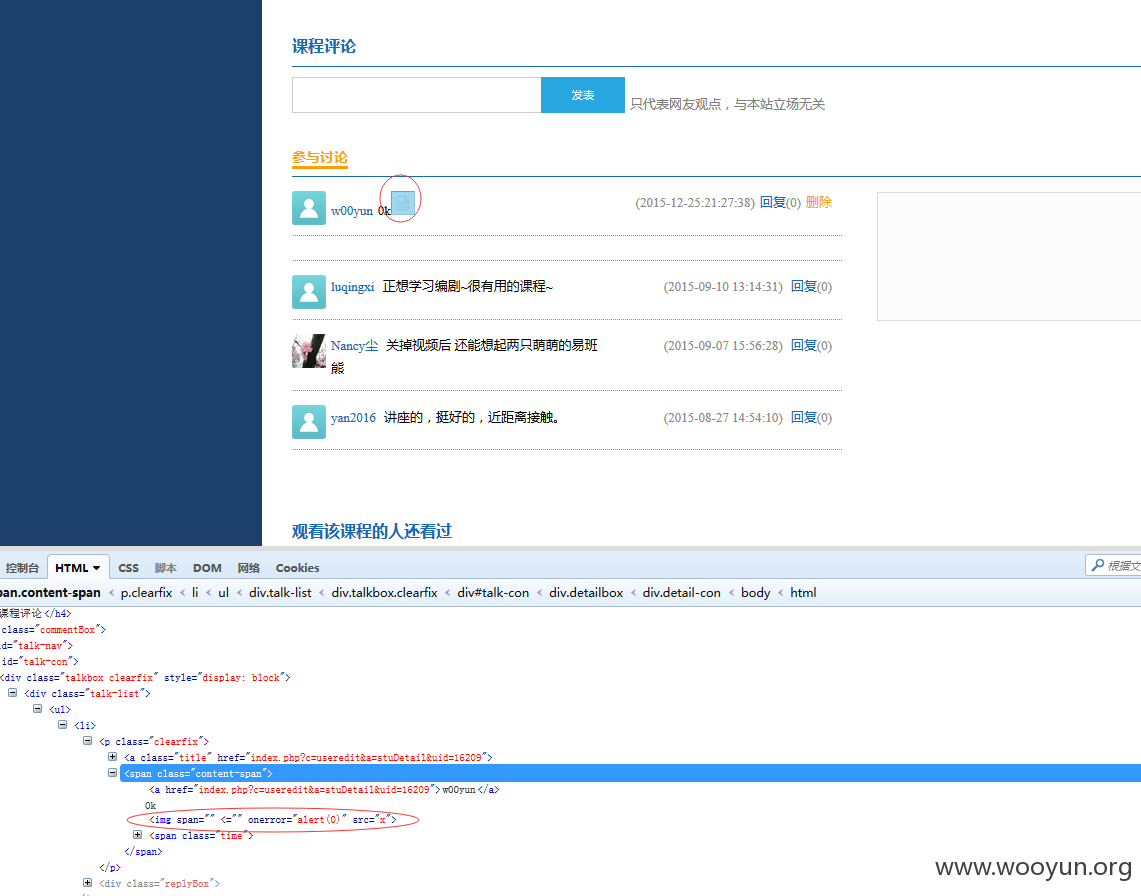 课程评论
发表
只代表网友观点，与本站立场无关
参与讨论
w00yun 0k (2015-12-25:21:27:38) 回复(0) 删除
luqingxi 正想学习编剧~很有用的课程~ (2015-09-10 13:14:31) 回复(0)
Nancy尘 关掉视频后 还能想起两只萌萌的易班 (2015-09-07 15:56:28) 回复(0)
熊
yan2016 讲座的，挺好的，近距离接触。 (2015-08-27 14:54:10) 回复(0)
观看该课程的人还看过
控制台 HTML CSS 脚本 DOM 网络 Cookies 根据文
pan.content-span < p.clearfix < li < ul < div.talk-list < div.talkbox.clearfix < div#talk-con < div.detailbox < div.detail-con < body < html
课程评论</h4>
class="commentBox">
id="talk-nav">
id="talk-con">
<div class="talkbox clearfix" style="display: block">
<div class="talk-list">
<ul>
<li>
<p class="clearfix">
<a class="title" href="index.php?c=useredit&a=stuDetail&uid=16209">
<span class="content-span">
<a href="index.php?c=useredit&a=stuDetail&uid=16209">w00yun</a>
0k
<img span="" <="" onerror="alert(0)" src="x">
<span class="time">
</span>
</p>
<div class="replyBox">
www.wooyun.org